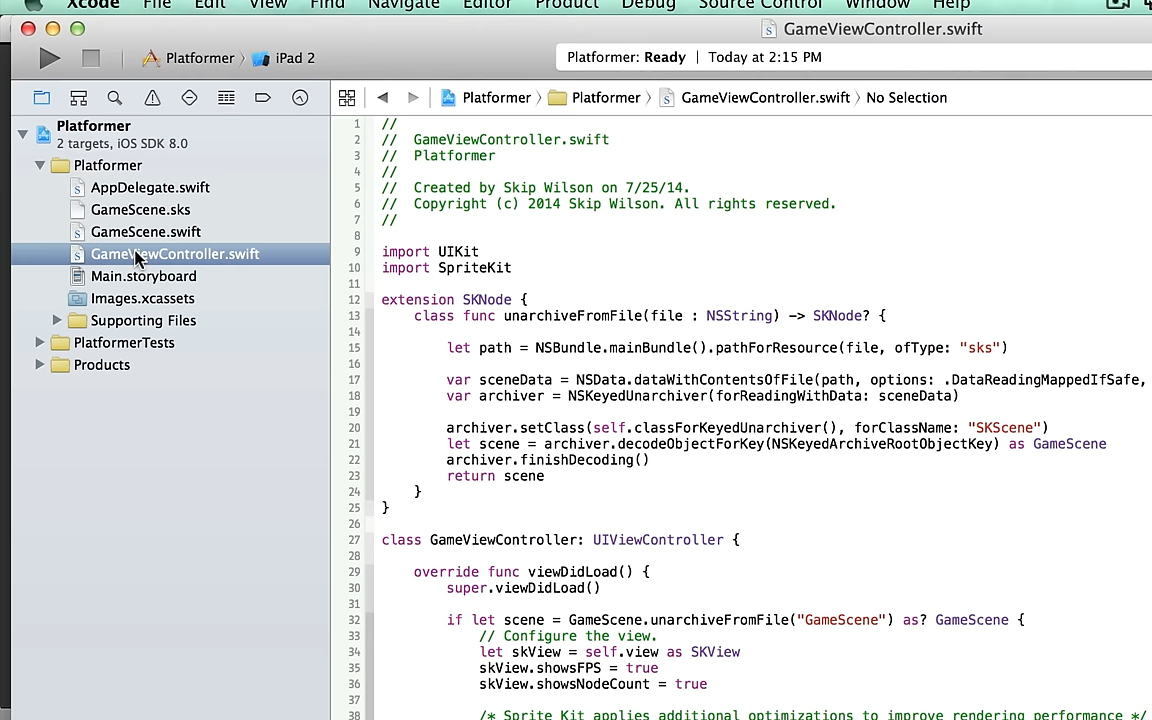 Xcode File Edit View Find Navigate Editor Product Debug Source Control Window Help
GameViewController.swift
Platformer iPad 2
Platformer: Ready | Today at 2:15 PM
Platformer Platformer GameViewController.swift No Selection
Platformer
2 targets, iOS SDK 8.0
Platformer
AppDelegate.swift
GameScene.sks
GameScene.swift
GameViewController.swift
Main.storyboard
Images.xcassets
Supporting Files
PlatformerTests
Products
1 //
2 // GameViewController.swift
3 // Platformer
4 //
5 // Created by Skip Wilson on 7/25/14.
6 // Copyright (c) 2014 Skip Wilson. All rights reserved.
7 //
8
9 import UIKit
10 import SpriteKit
11
12 extension SKNode {
13 class func unarchiveFromFile(file : NSString) -> SKNode? {
14
15 let path = NSBundle.mainBundle().pathForResource(file, ofType: "sks")
16
17 var sceneData = NSData.dataWithContentsOfFile(path, options: .DataReadingMappedIfSafe,
18 var archiver = NSKeyedUnarchiver(forReadingWithData: sceneData)
19
20 archiver.setClass(self.classForKeyedUnarchiver(), forClassName: "SKScene")
21 let scene = archiver.decodeObjectForKey(NSKeyedArchiveRootObjectKey) as GameScene
22 archiver.finishDecoding()
23 return scene
24 }
25 }
26
27 class GameViewController: UIViewController {
28
29 override func viewDidLoad() {
30 super.viewDidLoad()
31
32 if let scene = GameScene.unarchiveFromFile("GameScene") as? GameScene {
33 // Configure the view.
34 let skView = self.view as SKView
35 skView.showsFPS = true
36 skView.showsNodeCount = true
37
38 /* Sprite Kit applies additional optimizations to improve rendering performance */